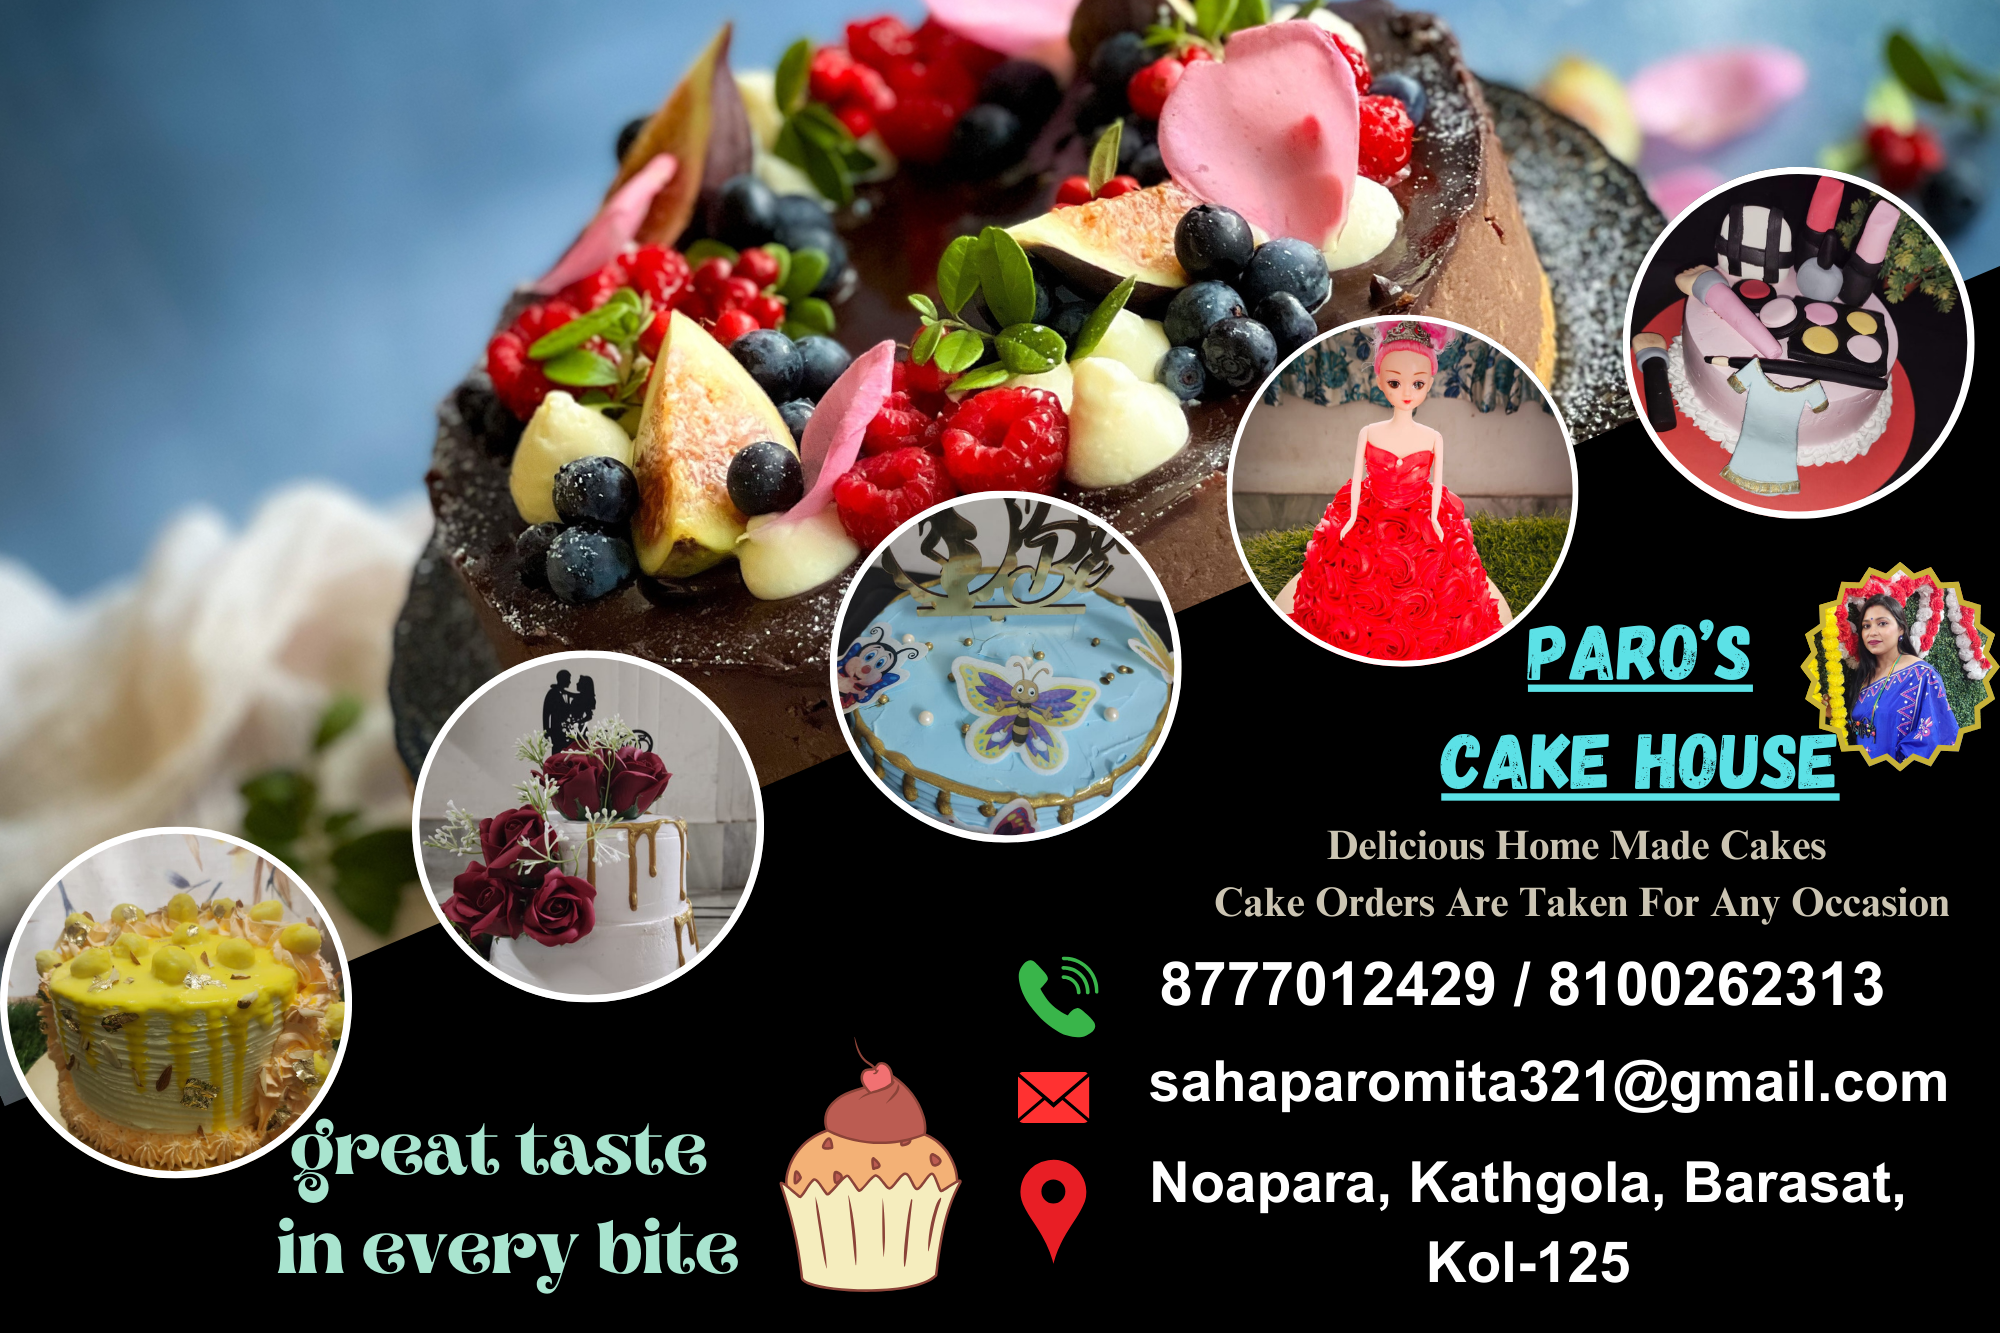 PARO'S
CAKE HOUSE
Delicious Home Made Cakes
Cake Orders Are Taken For Any Occasion
8777012429 / 8100262313
sahaparomita321@gmail.com
Noapara, Kathgola, Barasat,
Kol-125
great taste
in every bite